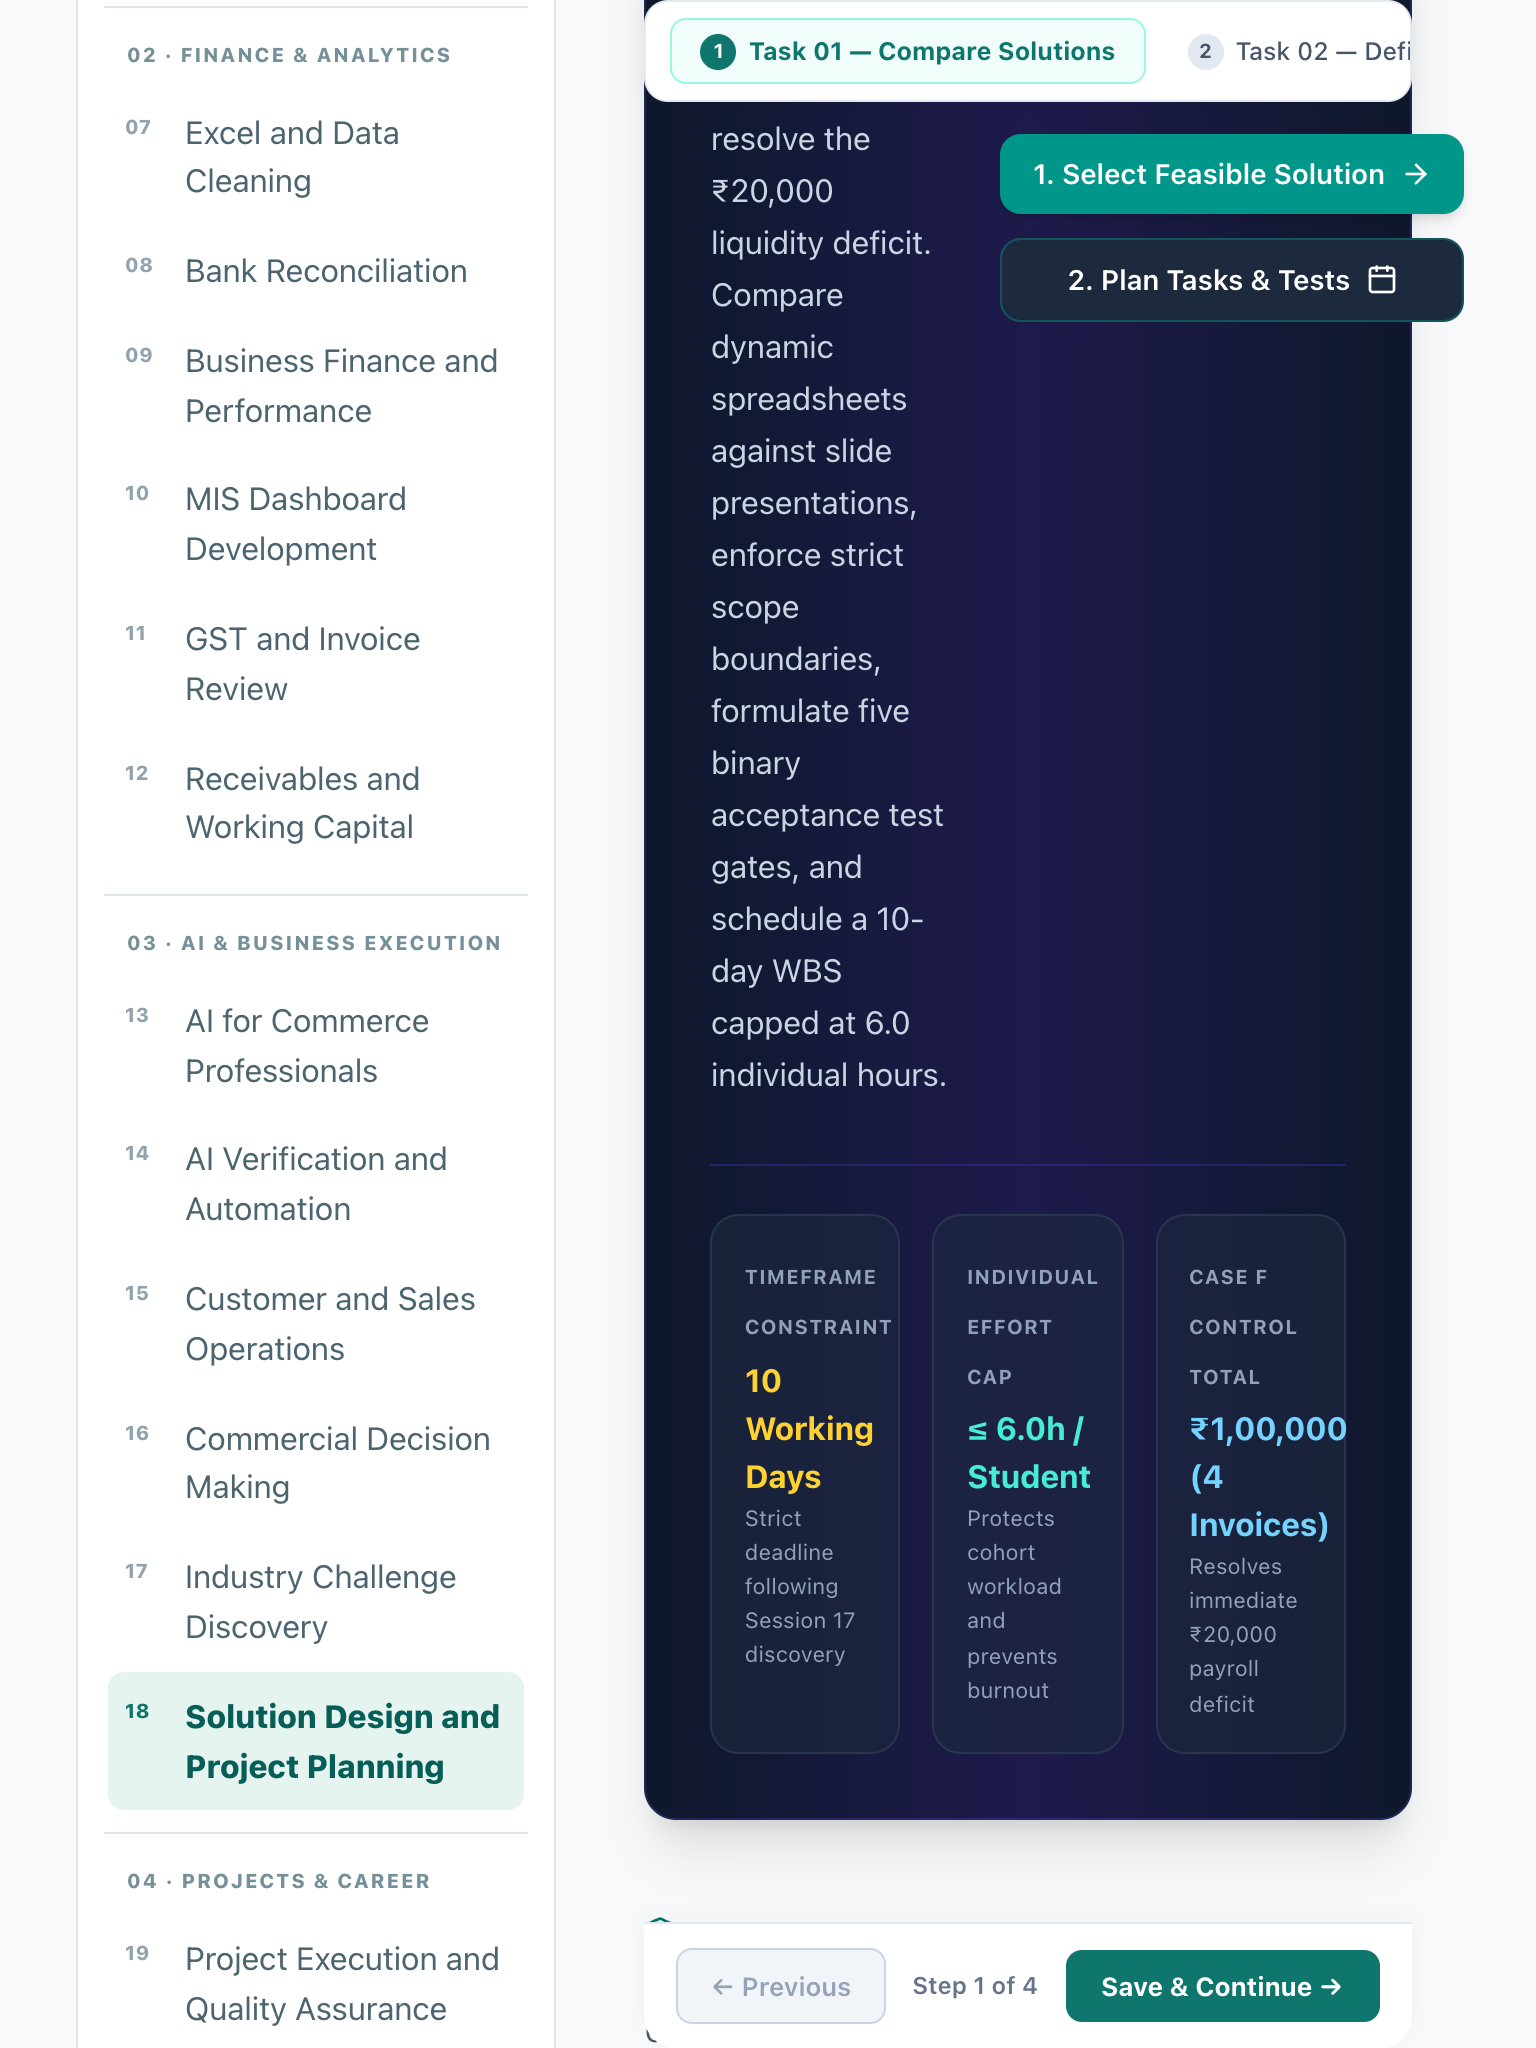 02 · FINANCE & ANALYTICS
07
Excel and Data
Cleaning
08
Bank Reconciliation
09
Business Finance and
Performance
10
MIS Dashboard
Development
11
GST and Invoice
Review
12
Receivables and
Working Capital
03 · AI & BUSINESS EXECUTION
13
AI for Commerce
Professionals
14
AI Verification and
Automation
15
Customer and Sales
Operations
16
Commercial Decision
Making
17
Industry Challenge
Discovery
18
Solution Design and
Project Planning
04 · PROJECTS & CAREER
19
Project Execution and
Quality Assurance
1 Task 01 — Compare Solutions
2 Task 02 — Defi
resolve the
₹20,000
liquidity deficit.
Compare
dynamic
spreadsheets
against slide
presentations,
enforce strict
scope
boundaries,
formulate five
binary
acceptance test
gates, and
schedule a 10-
day WBS
capped at 6.0
individual hours.
1. Select Feasible Solution →
2. Plan Tasks & Tests
TIMEFRAME
CONSTRAINT
10
Working
Days
Strict
deadline
following
Session 17
discovery
INDIVIDUAL
EFFORT
CAP
≤ 6.0h /
Student
Protects
cohort
workload
and
prevents
burnout
CASE F
CONTROL
TOTAL
₹1,00,000
(4
Invoices)
Resolves
immediate
₹20,000
payroll
deficit
← Previous
Step 1 of 4
Save & Continue →